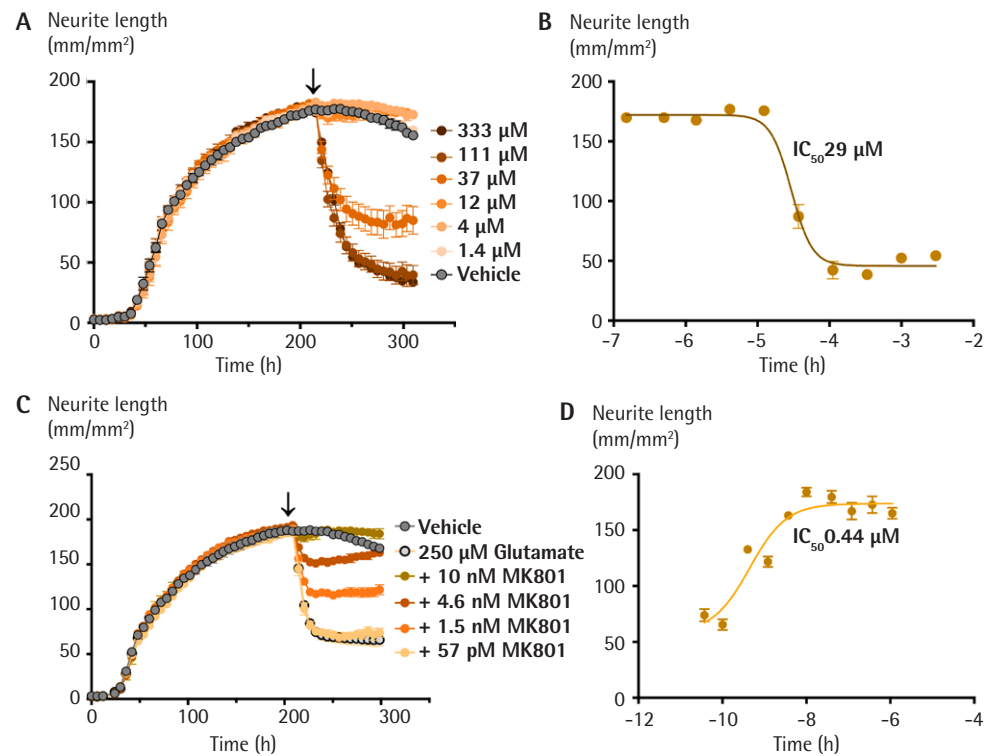 A Neurite length
(mm/mm²)
200
150
100
50
0
0 100 200 300
Time (h)
333 µM
111 µM
37 µM
12 µM
4 µM
1.4 µM
Vehicle
B Neurite length
(mm/mm²)
200
150
100
50
0
IC₅₀29 µM
-7 -6 -5 -4 -3 -2
Time (h)
C Neurite length
(mm/mm²)
250
200
150
100
50
0
0 100 200 300
Time (h)
Vehicle
250 µM Glutamate
+ 10 nM MK801
+ 4.6 nM MK801
+ 1.5 nM MK801
+ 57 pM MK801
D Neurite length
(mm/mm²)
200
150
100
50
0
IC₅₀0.44 µM
-12 -10 -8 -6 -4
Time (h)